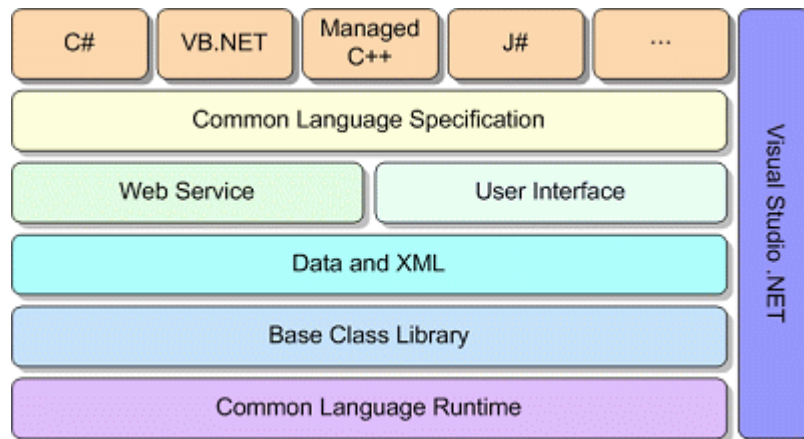 C#
VB.NET
Managed
C++
J#
...
Common Language Specification
Web Service
User Interface
Data and XML
Base Class Library
Common Language Runtime
Visual Studio .NET